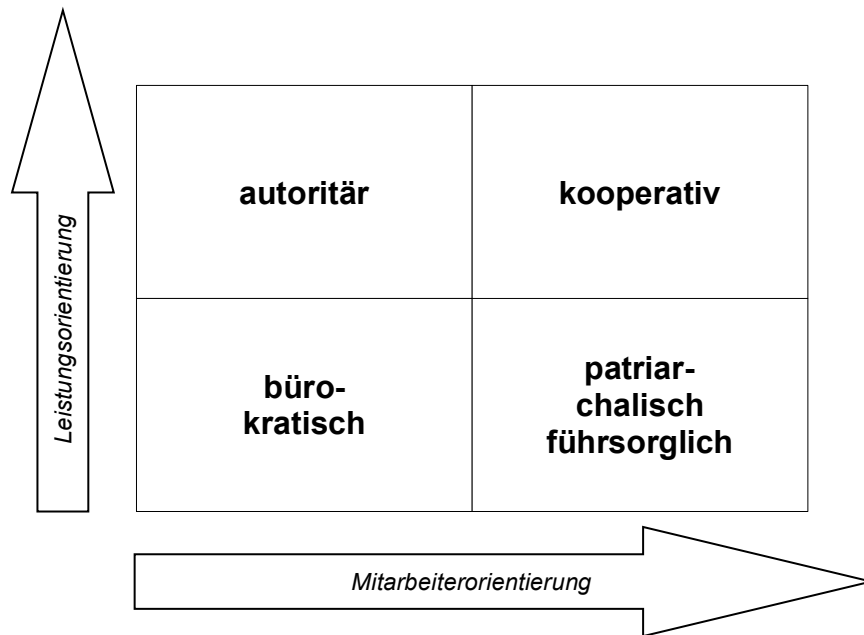 Leistungsorientierung
autoritär
kooperativ
büro-
kratisch
patriar-
chalisch
führsorglich
Mitarbeiterorientierung